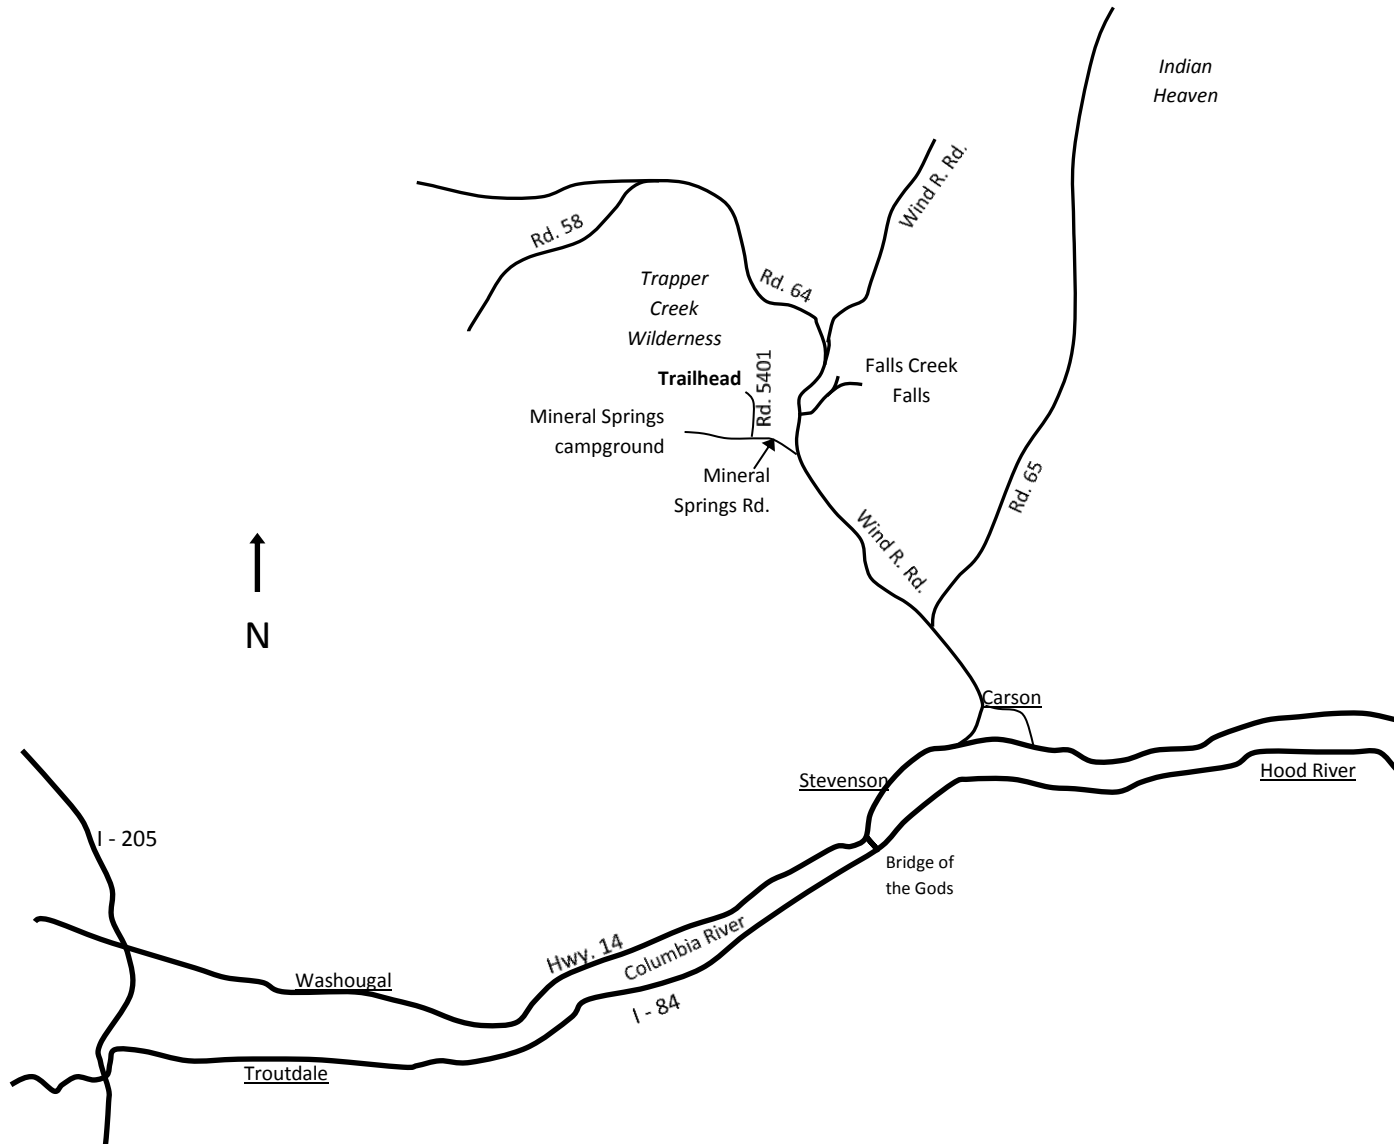 Indian
Heaven
Wind R. Rd.
Rd. 58
Trapper
Creek
Wilderness
Rd. 64
Trailhead
Rd. 5401
Falls Creek
Falls
Mineral Springs
campground
Mineral
Springs Rd.
Rd. 65
Wind R. Rd.
N
Carson
Stevenson
Hood River
I - 205
Bridge of
the Gods
Hwy. 14
Columbia River
Washougal
I - 84
Troutdale